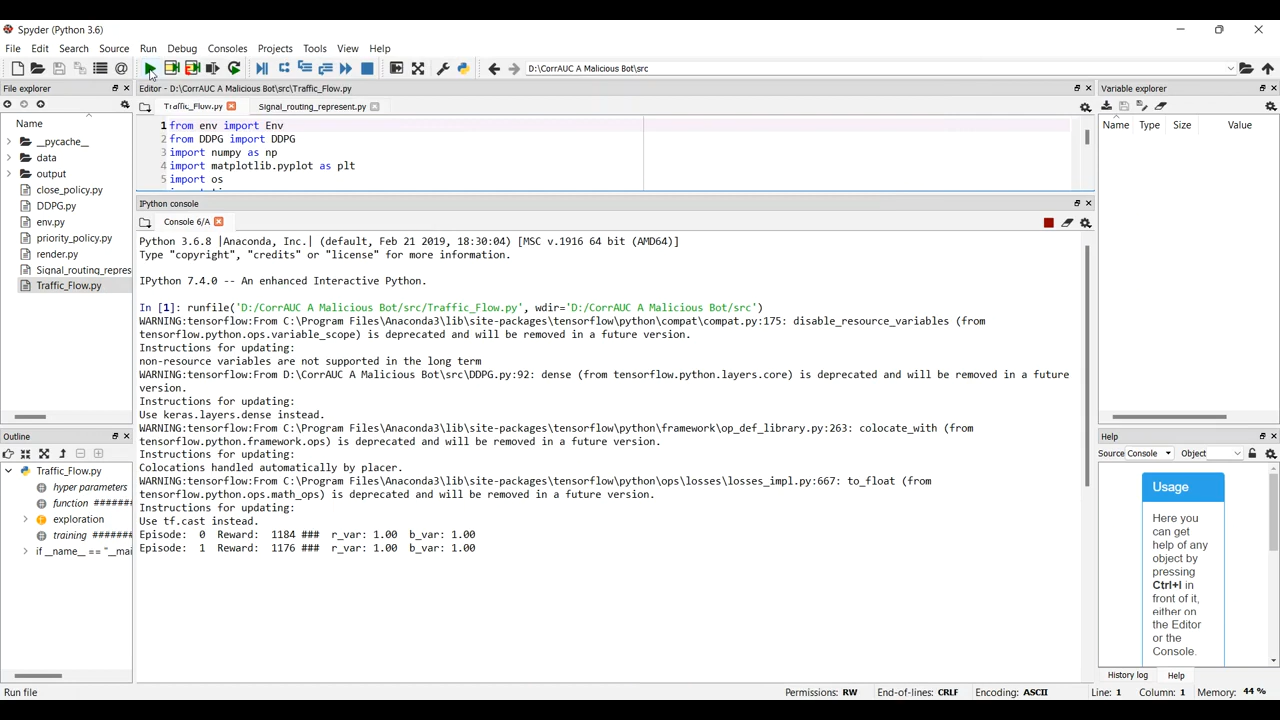 Spyder (Python 3.6)
File Edit Search Source Run Debug Consoles Projects Tools View Help
D:\CorrAUC A Malicious Bot\src
File explorer
Name
__pycache__
data
output
close_policy.py
DDPG.py
env.py
priority_policy.py
render.py
Signal_routing_repres
Traffic_Flow.py
Outline
Traffic_Flow.py
hyper parameters
function ######
exploration
training ######
if __name__ == "__mai
Editor - D:\CorrAUC A Malicious Bot\src\Traffic_Flow.py
Traffic_Flow.py Signal_routing_represent.py
1 from env import Env
2 from DDPG import DDPG
3 import numpy as np
4 import matplotlib.pyplot as plt
5 import os
IPython console
Console 6/A
Python 3.6.8 |Anaconda, Inc.| (default, Feb 21 2019, 18:30:04) [MSC v.1916 64 bit (AMD64)]
Type "copyright", "credits" or "license" for more information.
IPython 7.4.0 -- An enhanced Interactive Python.
In [1]: runfile('D:/CorrAUC A Malicious Bot/src/Traffic_Flow.py', wdir='D:/CorrAUC A Malicious Bot/src')
WARNING:tensorflow:From C:\Program Files\Anaconda3\lib\site-packages\tensorflow\python\compat\compat.py:175: disable_resource_variables (from
tensorflow.python.ops.variable_scope) is deprecated and will be removed in a future version.
Instructions for updating:
non-resource variables are not supported in the long term
WARNING:tensorflow:From D:\CorrAUC A Malicious Bot\src\DDPG.py:92: dense (from tensorflow.python.layers.core) is deprecated and will be removed in a future
version.
Instructions for updating:
Use keras.layers.dense instead.
WARNING:tensorflow:From C:\Program Files\Anaconda3\lib\site-packages\tensorflow\python\framework\op_def_library.py:263: colocate_with (from
tensorflow.python.framework.ops) is deprecated and will be removed in a future version.
Instructions for updating:
Colocations handled automatically by placer.
WARNING:tensorflow:From C:\Program Files\Anaconda3\lib\site-packages\tensorflow\python\ops\losses\losses_impl.py:667: to_float (from
tensorflow.python.ops.math_ops) is deprecated and will be removed in a future version.
Instructions for updating:
Use tf.cast instead.
Episode: 0 Reward: 1184 ### r_var: 1.00 b_var: 1.00
Episode: 1 Reward: 1176 ### r_var: 1.00 b_var: 1.00
Variable explorer
Name Type Size Value
Help
Source Console Object
Usage
Here you
can get
help of any
object by
pressing
Ctrl+I in
front of it,
either on
the Editor
or the
Console.
History log Help
Run file Permissions: RW End-of-lines: CRLF Encoding: ASCII Line: 1 Column: 1 Memory: 44 %